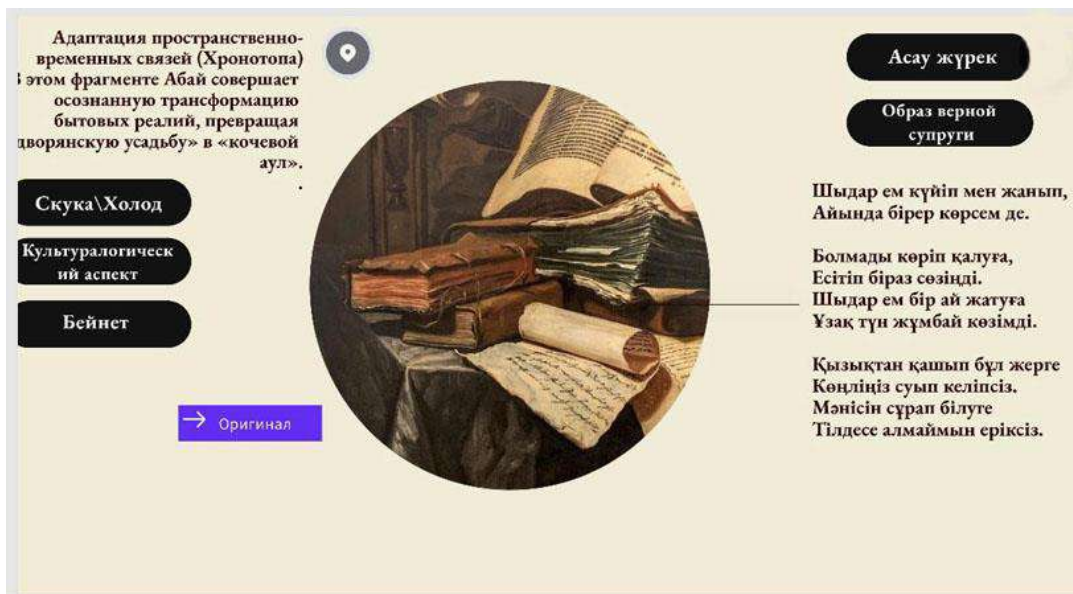 Адаптация пространственно-
временных связей (Хронотопа)
этом фрагменте Абай совершает
осознанную трансформацию
бытовых реалий, превращая
дворянскую усадьбу» в «кочевой
аул».
.
Скука\Холод
Культуралогическ
ий аспект
Бейнет
→ Оригинал
Асау жүрек
Образ верной
супруги
Шыдар ем күйіп мен жанып,
Айында бірер көрсем де.
Болмады көріп қалуға,
Есітіп біраз сөзіңді.
Шыдар ем бір ай жатуға
Ұзақ түн жұмбай көзімді.
Қызықтан қашып бұл жерге
Көңліңіз суып келіпсіз.
Мәнісін сұрап білуге
Тілдесе алмаймын еріксіз.